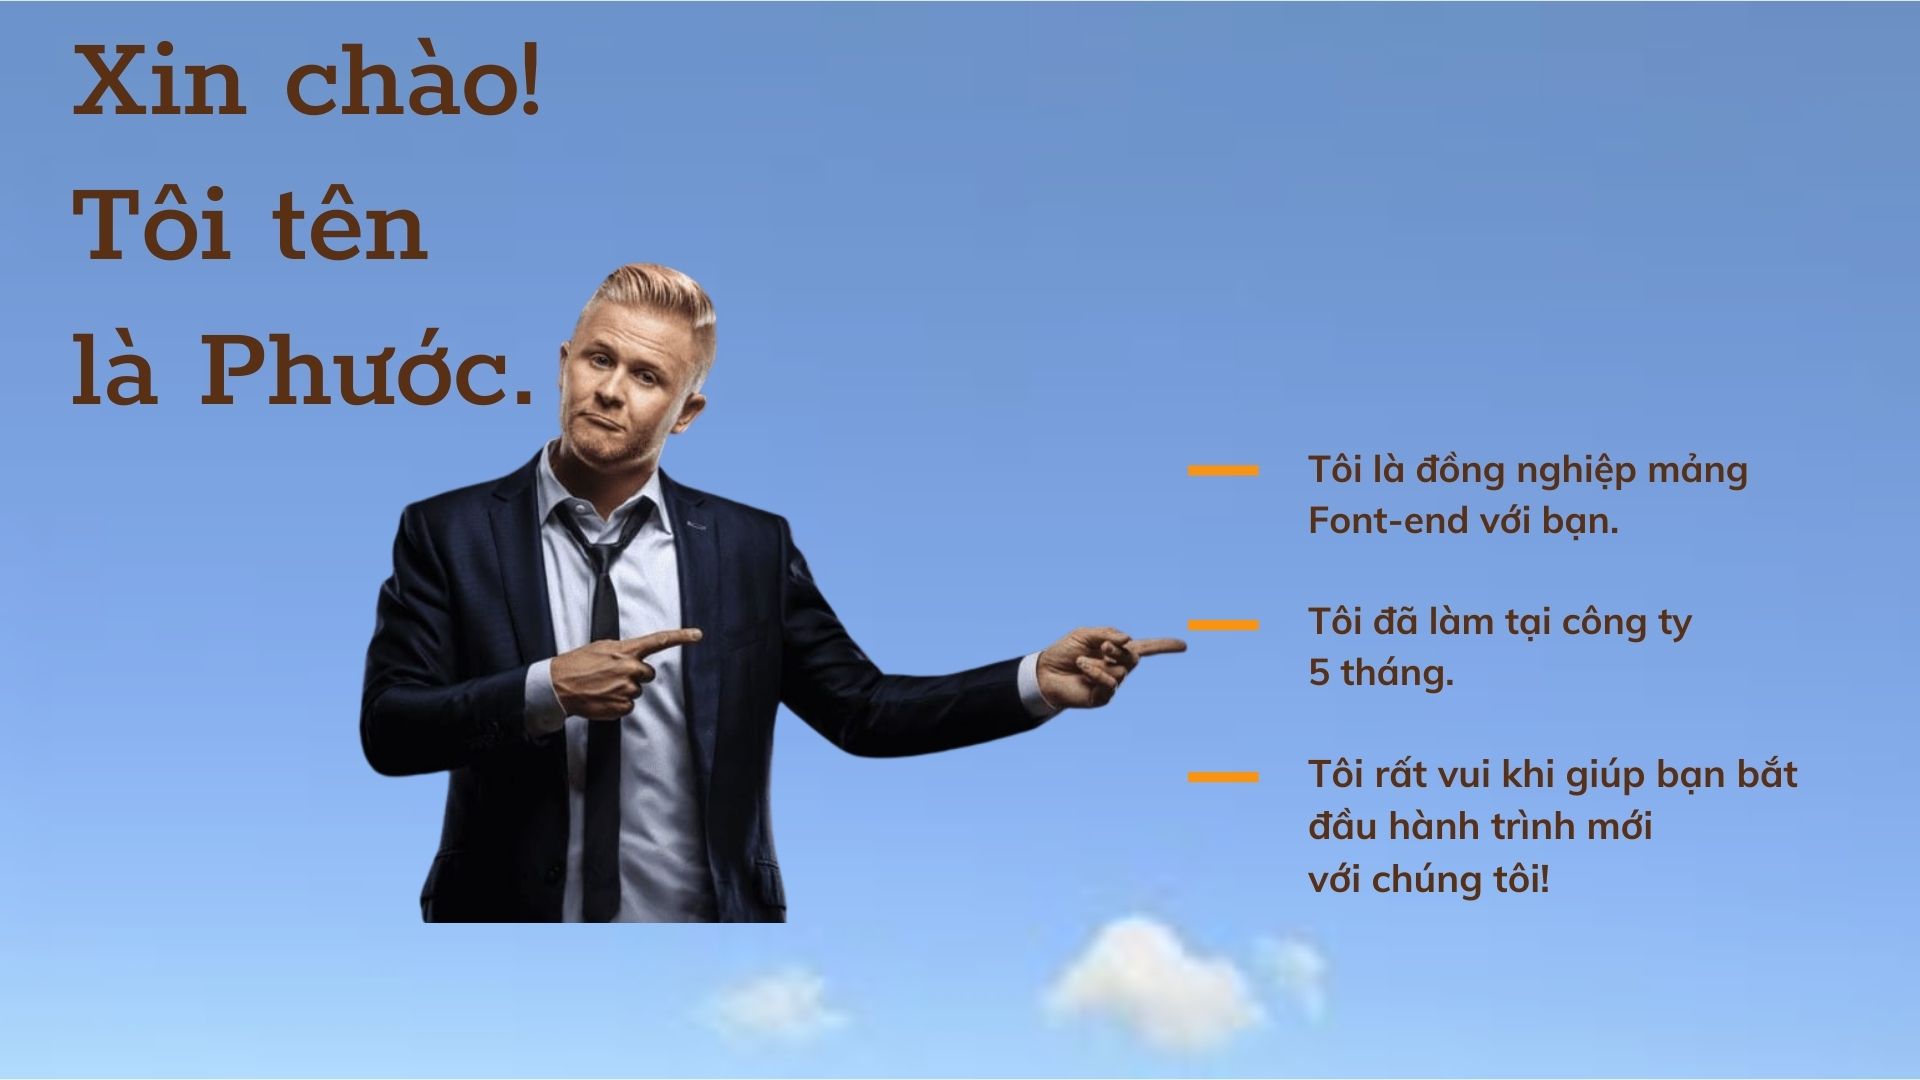 Xin chào!
Tôi tên
là Phước.
Tôi là đồng nghiệp mảng
Font-end với bạn.
Tôi đã làm tại công ty
5 tháng.
Tôi rất vui khi giúp bạn bắt
đầu hành trình mới
với chúng tôi!